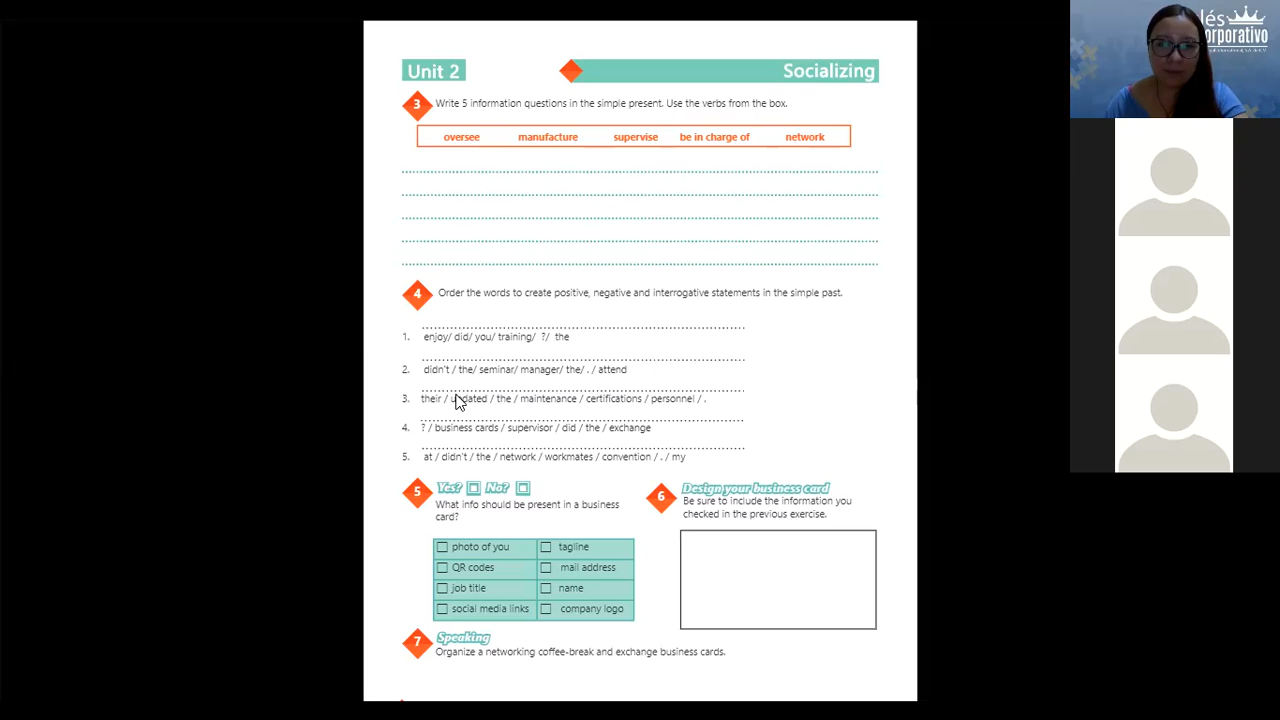 Unit 2
Socializing
3 Write 5 information questions in the simple present. Use the verbs from the box.
oversee manufacture supervise be in charge of network
4 Order the words to create positive, negative and interrogative statements in the simple past.
1. enjoy/ did/ you/ training/ ?/ the
2. didn't / the/ seminar/ manager/ the/ . / attend
3. their / updated / the / maintenance / certifications / personnel / .
4. ? / business cards / supervisor / did / the / exchange
5. at / didn't / the / network / workmates / convention / . / my
5 Yes? No?
What info should be present in a business
card?
photo of you tagline
QR codes mail address
job title name
social media links company logo
6 Design your business card
Be sure to include the information you
checked in the previous exercise.
7 Speaking
Organize a networking coffee-break and exchange business cards.
lés
orporativo